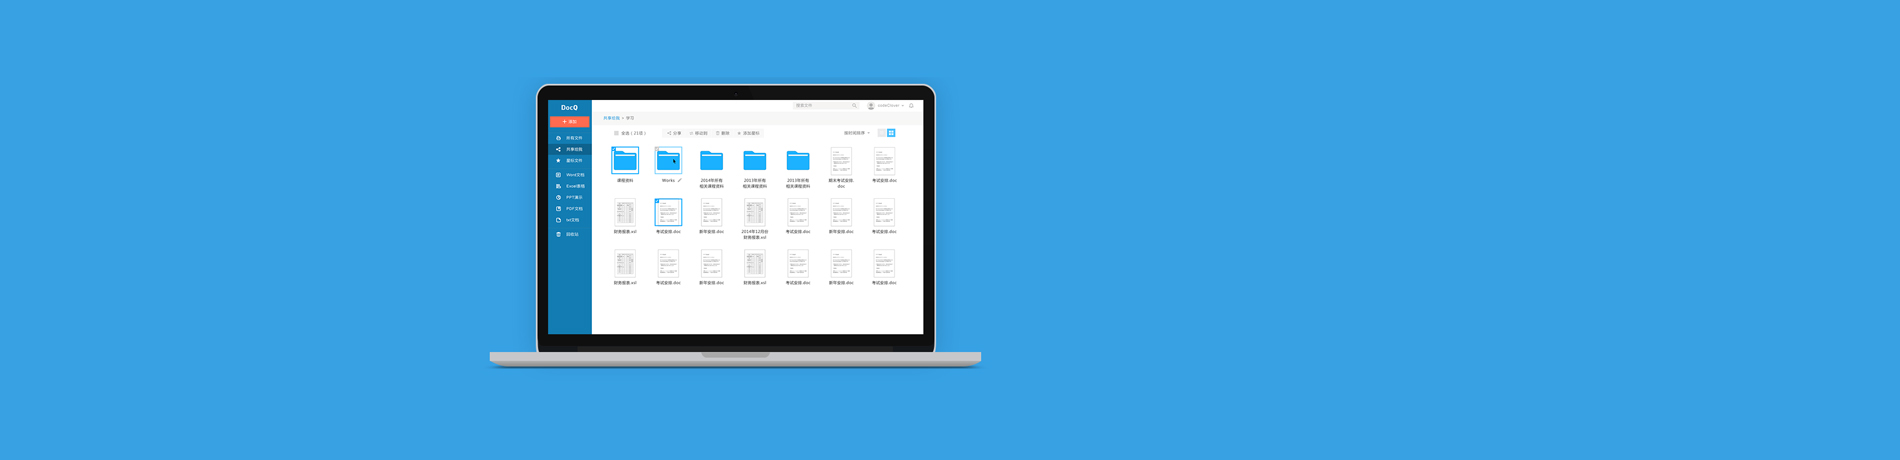 DocQ
+ 添加
所有文件
共享给我
星标文件
Word文档
Excel表格
PPT演示
PDF文档
txt文档
回收站
搜索文件
共享给我 > 学习
全选 ( 21项 )
分享
移动到
删除
添加星标
按时间排序
课程资料
Works
2014年所有
相关课程资料
2013年所有
相关课程资料
2013年所有
相关课程资料
期末考试安排.
doc
考试安排.doc
财务报表.xsl
考试安排.doc
新年安排.doc
2014年12月份
财务报表.xsl
考试安排.doc
新年安排.doc
考试安排.doc
财务报表.xsl
考试安排.doc
新年安排.doc
财务报表.xsl
考试安排.doc
新年安排.doc
考试安排.doc